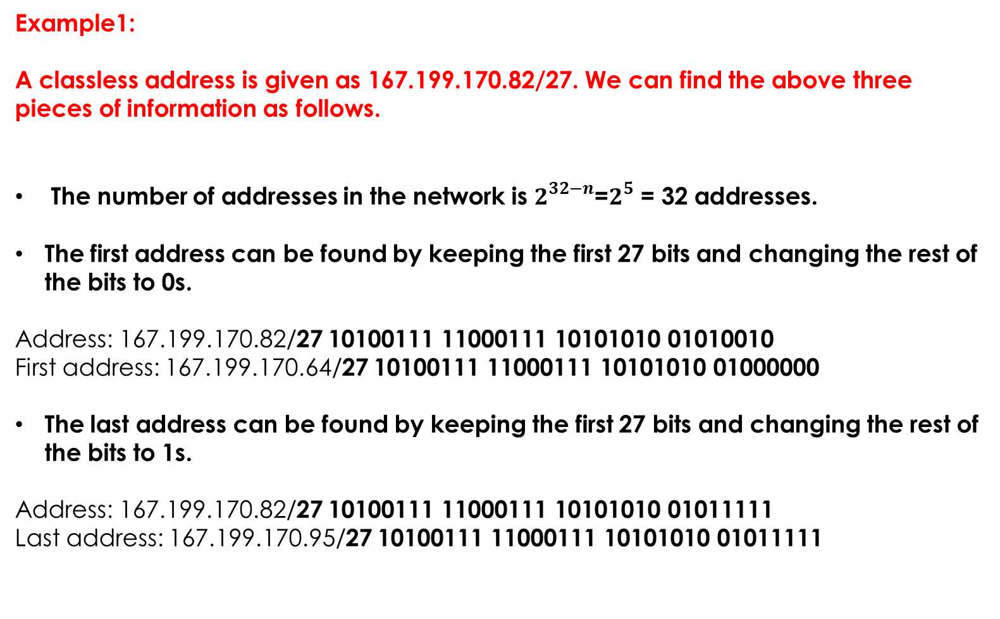 Example1:
A classless address is given as 167.199.170.82/27. We can find the above three
pieces of information as follows.
• The number of addresses in the network is 2³²⁻ⁿ=2⁵ = 32 addresses.
• The first address can be found by keeping the first 27 bits and changing the rest of
the bits to 0s.
Address: 167.199.170.82/27 10100111 11000111 10101010 01010010
First address: 167.199.170.64/27 10100111 11000111 10101010 01000000
• The last address can be found by keeping the first 27 bits and changing the rest of
the bits to 1s.
Address: 167.199.170.82/27 10100111 11000111 10101010 01011111
Last address: 167.199.170.95/27 10100111 11000111 10101010 01011111